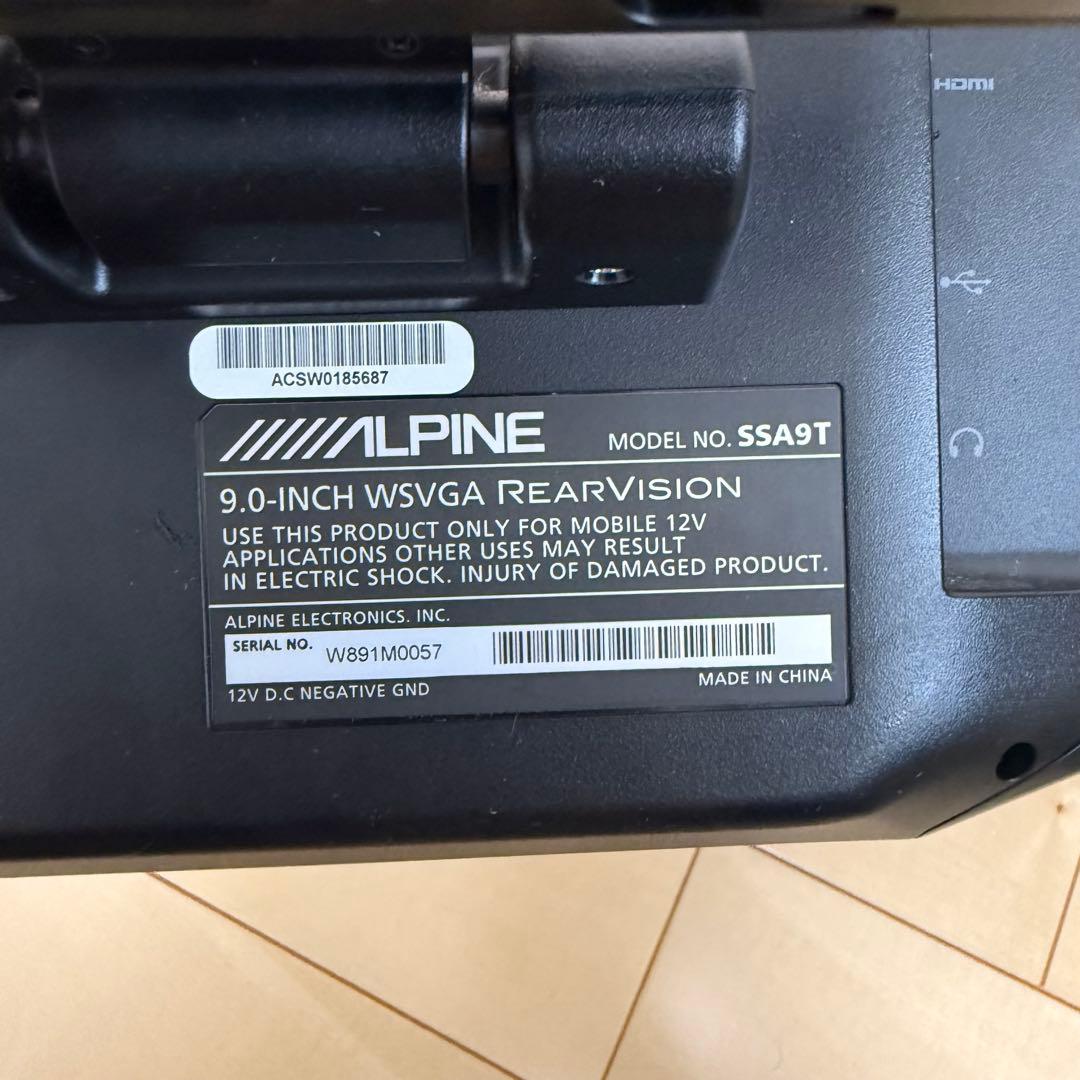 HDMI
ACSW0185687
ALPINE
MODEL NO. SSA9T
9.0-INCH WSVGA REARVISION
USE THIS PRODUCT ONLY FOR MOBILE 12V
APPLICATIONS OTHER USES MAY RESULT
IN ELECTRIC SHOCK. INJURY OF DAMAGED PRODUCT.
ALPINE ELECTRONICS. INC.
SERIAL NO. W891M0057
12V D.C NEGATIVE GND
MADE IN CHINA